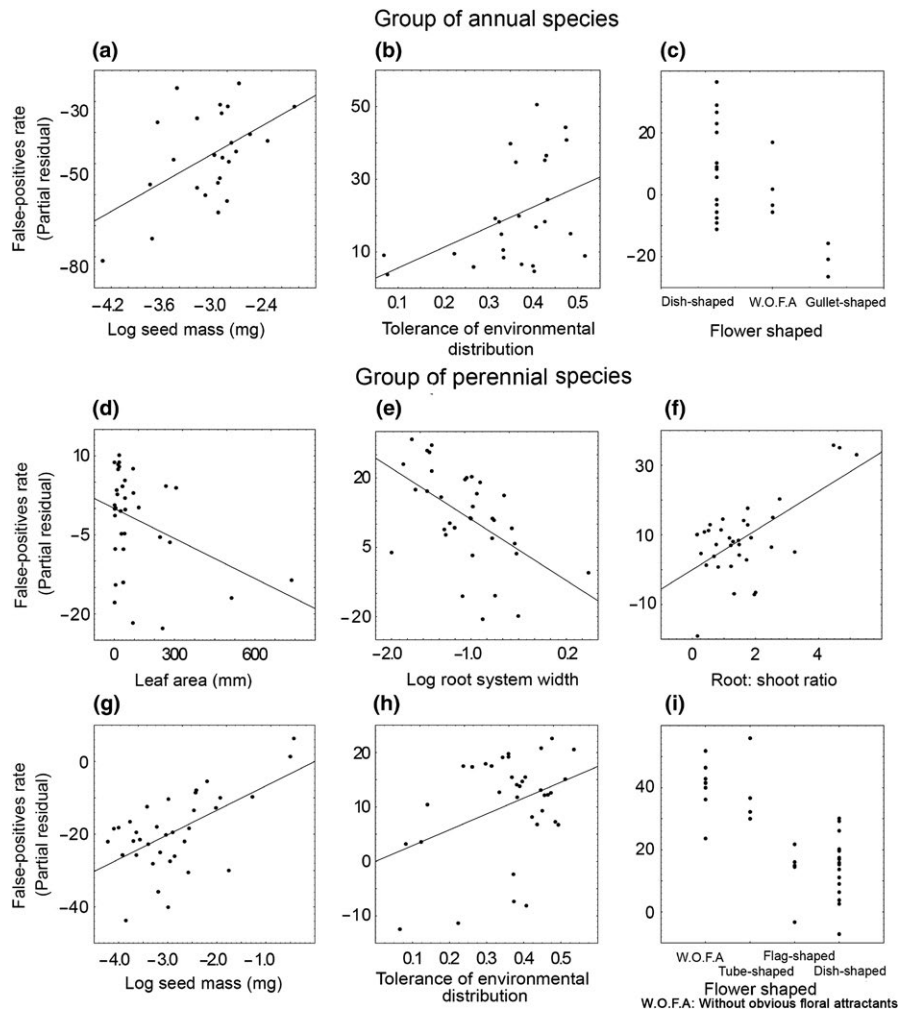 Group of annual species
(a)
False-positives rate
(Partial residual)
−30
−50
−80
−4.2 −3.6 −3.0 −2.4
Log seed mass (mg)
(b)
50
30
10
0.1 0.2 0.3 0.4 0.5
Tolerance of environmental
distribution
(c)
40
20
0
−20
Dish-shaped W.O.F.A Gullet-shaped
Flower shaped
Group of perennial species
(d)
False-positives rate
(Partial residual)
10
−5
−20
0 300 600
Leaf area (mm)
(e)
20
5
−20
−2.0 −1.0 0.2
Log root system width
(f)
30
10
−10
0 2 4 6
Root: shoot ratio
(g)
False-positives rate
(Partial residual)
0
−20
−40
−4.0 −3.0 −2.0 −1.0
Log seed mass (mg)
(h)
20
10
0
−10
0.1 0.2 0.3 0.4 0.5
Tolerance of environmental
distribution
(i)
40
20
0
W.O.F.A Flag-shaped
Tube-shaped Dish-shaped
Flower shaped
W.O.F.A: Without obvious floral attractants